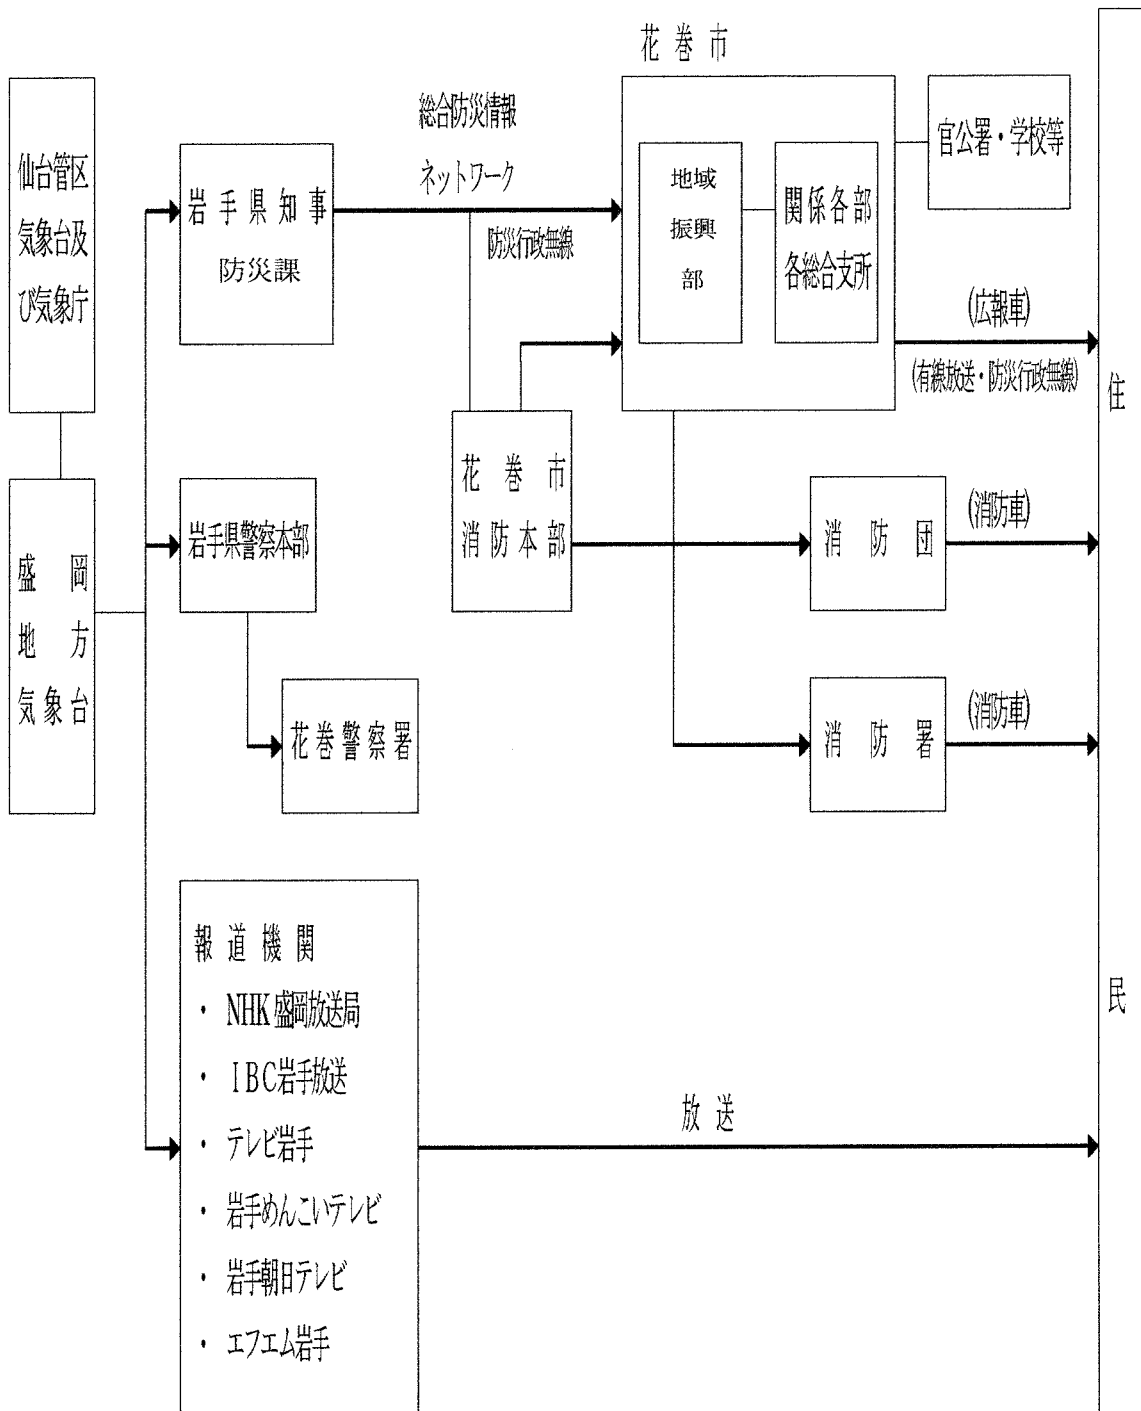 花巻市
仙台管区
気象台及
び気象庁
岩手県知事
防災課
総合防災情報
ネットワーク
防災行政無線
地域
振興
部
関係各部
各総合支所
官公署・学校等
(広報車)
(有線放送・防災行政無線)
住
民
盛岡
地方
気象台
岩手県警察本部
花巻警察署
花巻市
消防本部
消防団
(消防車)
消防署
(消防車)
報道機関
・ NHK盛岡放送局
・ IBC岩手放送
・ テレビ岩手
・ 岩手めんこいテレビ
・ 岩手朝日テレビ
・ エフエム岩手
放送